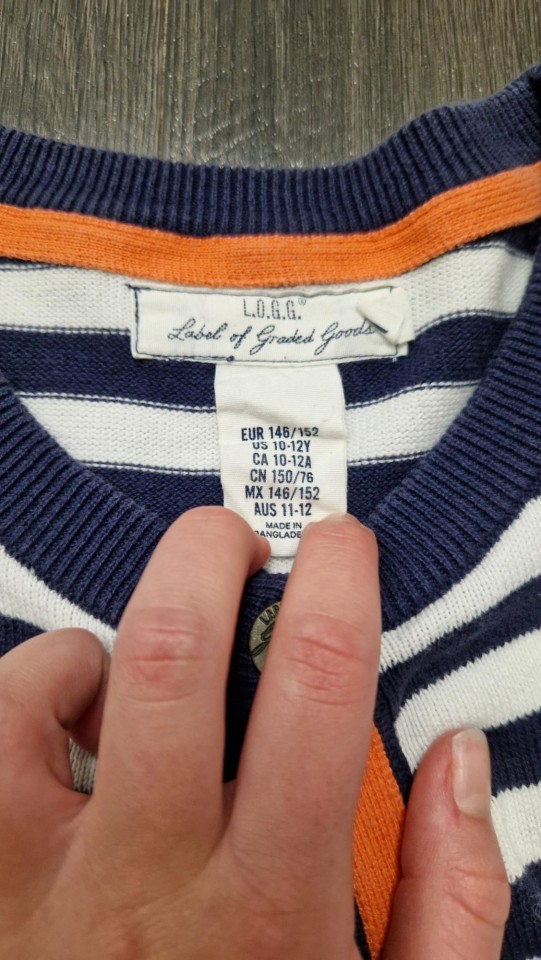 L.O.G.G.®
Label of Graded Goods
EUR 146/152
US 10-12Y
CA 10-12A
CN 150/76
MX 146/152
AUS 11-12
MADE IN
ANGLADE